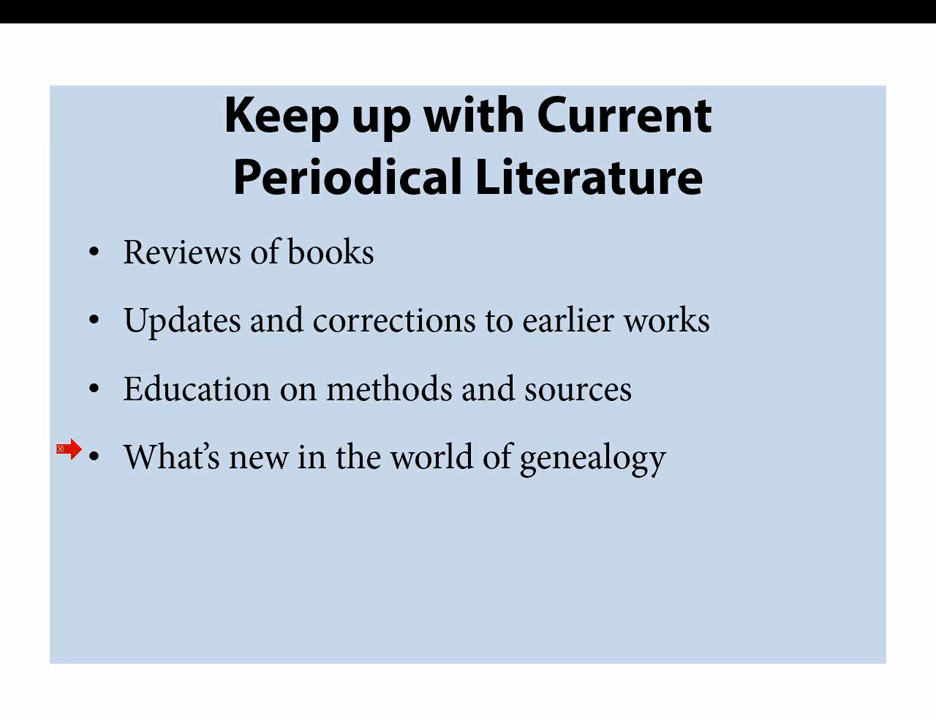 Keep up with Current
Periodical Literature
• Reviews of books
• Updates and corrections to earlier works
• Education on methods and sources
• What’s new in the world of genealogy